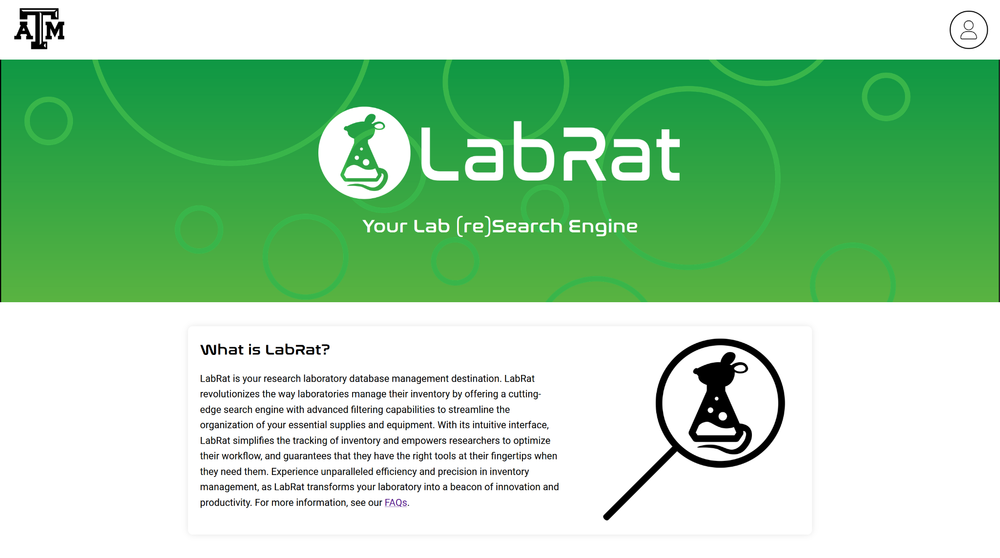 ATM
LabRat
Your Lab (re)Search Engine
What is LabRat?
LabRat is your research laboratory database management destination. LabRat
revolutionizes the way laboratories manage their inventory by offering a cutting-
edge search engine with advanced filtering capabilities to streamline the
organization of your essential supplies and equipment. With its intuitive interface,
LabRat simplifies the tracking of inventory and empowers researchers to optimize
their workflow, and guarantees that they have the right tools at their fingertips when
they need them. Experience unparalleled efficiency and precision in inventory
management, as LabRat transforms your laboratory into a beacon of innovation and
productivity. For more information, see our FAQs.